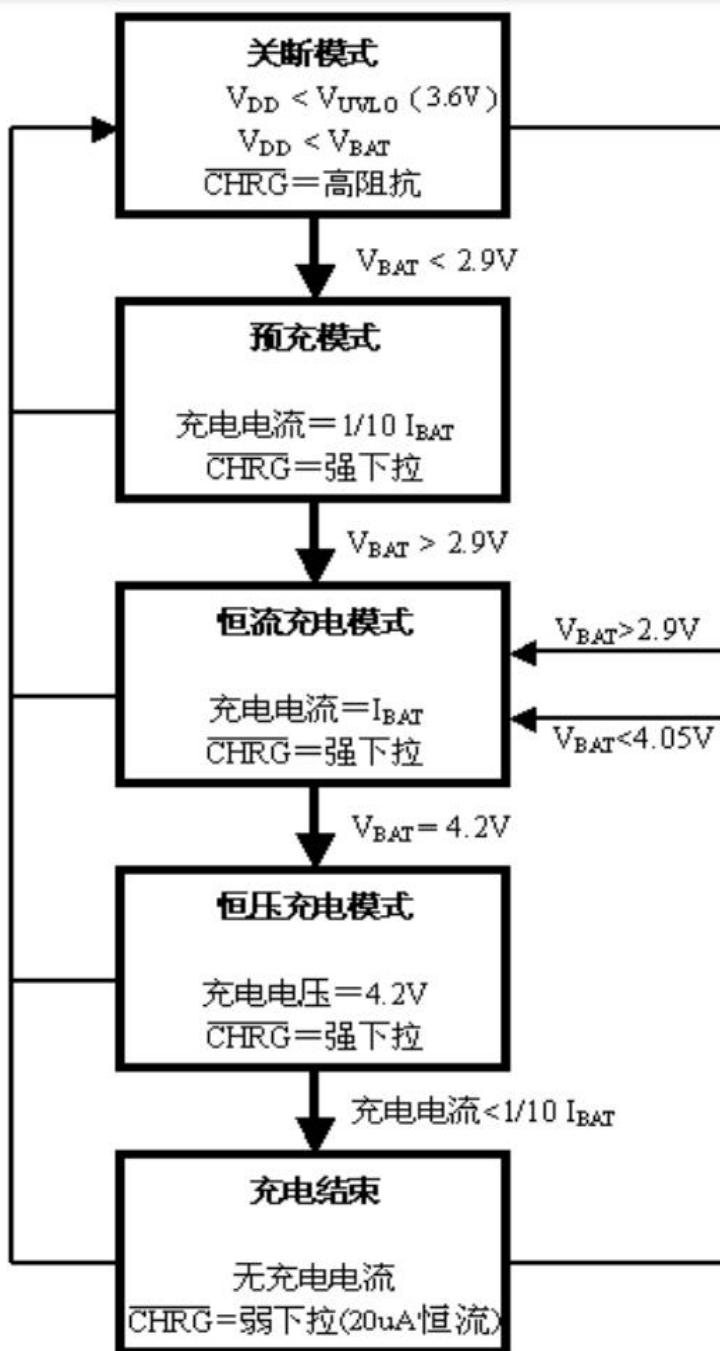 关断模式
VDD < VUVLO (3.6V)
VDD < VBAT
CHRG=高阻抗
VBAT < 2.9V
预充模式
充电电流=1/10 IBAT
CHRG=强下拉
VBAT > 2.9V
恒流充电模式
VBAT>2.9V
充电电流=IBAT
CHRG=强下拉
VBAT<4.05V
VBAT= 4.2V
恒压充电模式
充电电压=4.2V
CHRG=强下拉
充电电流<1/10 IBAT
充电结束
无充电电流
CHRG=弱下拉(20uA恒流)